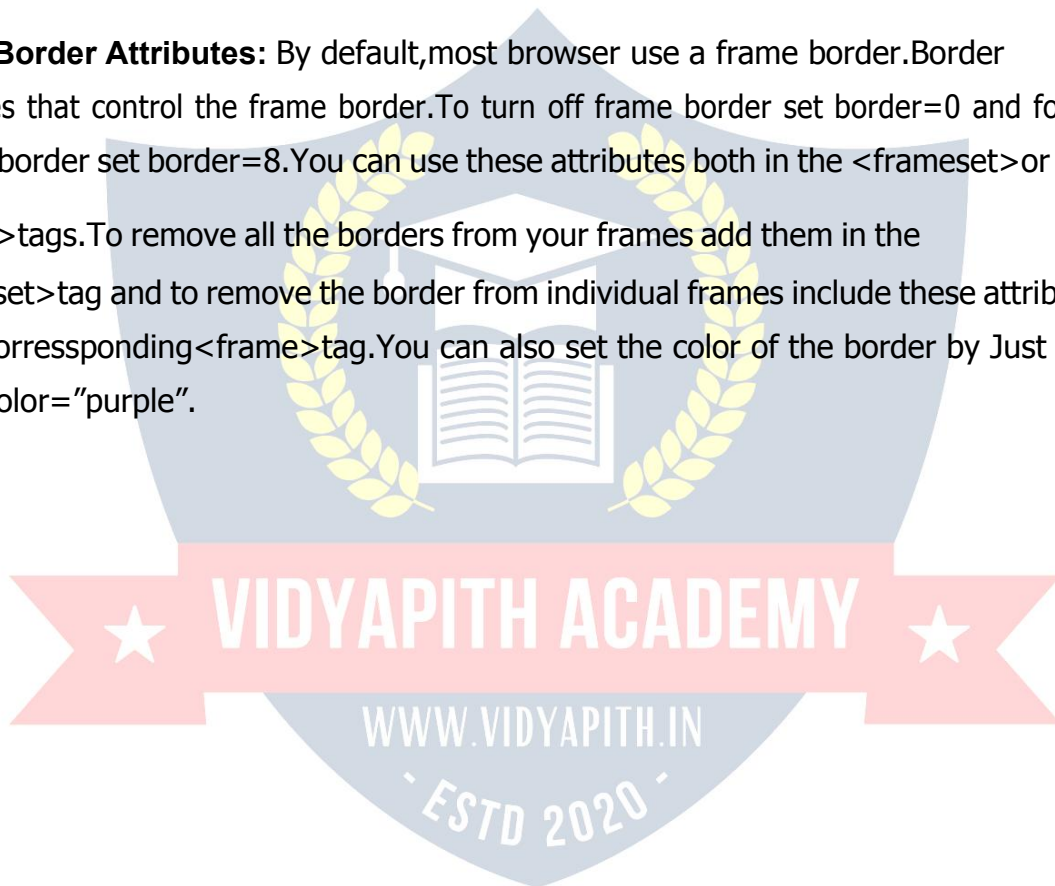 Border Attributes: By default,most browser use a frame border.Border
es that control the frame border.To turn off frame border set border=0 and fo
border set border=8.You can use these attributes both in the <frameset>or
>tags.To remove all the borders from your frames add them in the
set>tag and to remove the border from individual frames include these attrib
orressponding<frame>tag.You can also set the color of the border by Just
olor=”purple”.
VIDYAPITH ACADEMY
WWW.VIDYAPITH.IN
- ESTD 2020 -